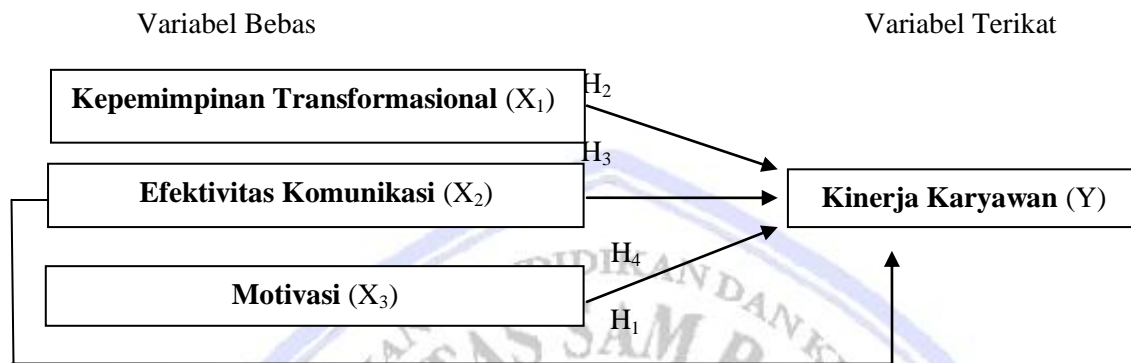 Variabel Bebas Variabel Terikat
H₂
Kepemimpinan Transformasional (X₁)
H₃
Efektivitas Komunikasi (X₂)
Kinerja Karyawan (Y)
H₄
Motivasi (X₃)
H₁